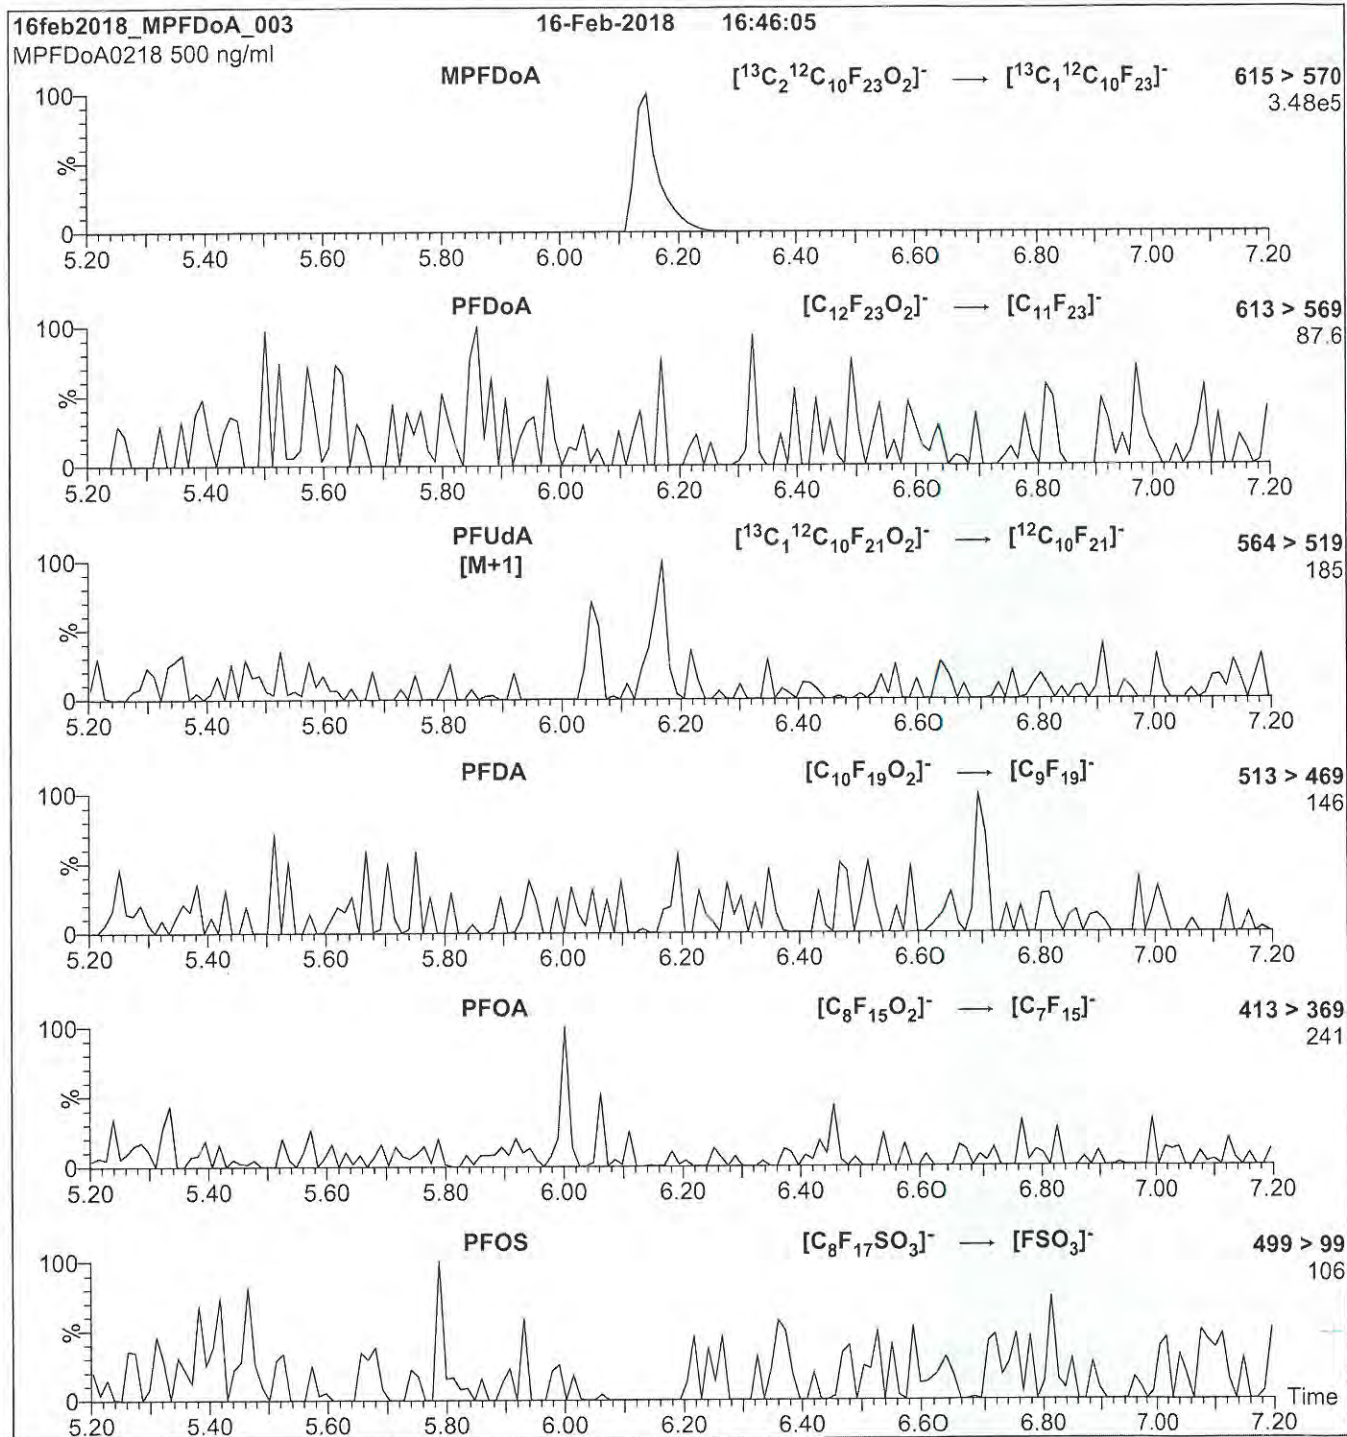 16feb2018_MPFDoA_003 16-Feb-2018 16:46:05
MPFDoA0218 500 ng/ml
MPFDoA [¹³C₂¹²C₁₀F₂₃O₂]⁻ → [¹³C₁¹²C₁₀F₂₃]⁻ 615 > 570
3.48e5
100
%
0
5.20 5.40 5.60 5.80 6.00 6.20 6.40 6.60 6.80 7.00 7.20
PFDoA [C₁₂F₂₃O₂]⁻ → [C₁₁F₂₃]⁻ 613 > 569
87.6
100
%
0
5.20 5.40 5.60 5.80 6.00 6.20 6.40 6.60 6.80 7.00 7.20
PFUdA [¹³C₁¹²C₁₀F₂₁O₂]⁻ → [¹²C₁₀F₂₁]⁻ 564 > 519
[M+1] 185
100
%
0
5.20 5.40 5.60 5.80 6.00 6.20 6.40 6.60 6.80 7.00 7.20
PFDA [C₁₀F₁₉O₂]⁻ → [C₉F₁₉]⁻ 513 > 469
146
100
%
0
5.20 5.40 5.60 5.80 6.00 6.20 6.40 6.60 6.80 7.00 7.20
PFOA [C₈F₁₅O₂]⁻ → [C₇F₁₅]⁻ 413 > 369
241
100
%
0
5.20 5.40 5.60 5.80 6.00 6.20 6.40 6.60 6.80 7.00 7.20
PFOS [C₈F₁₇SO₃]⁻ → [FSO₃]⁻ 499 > 99
106
100
%
0
Time
5.20 5.40 5.60 5.80 6.00 6.20 6.40 6.60 6.80 7.00 7.20